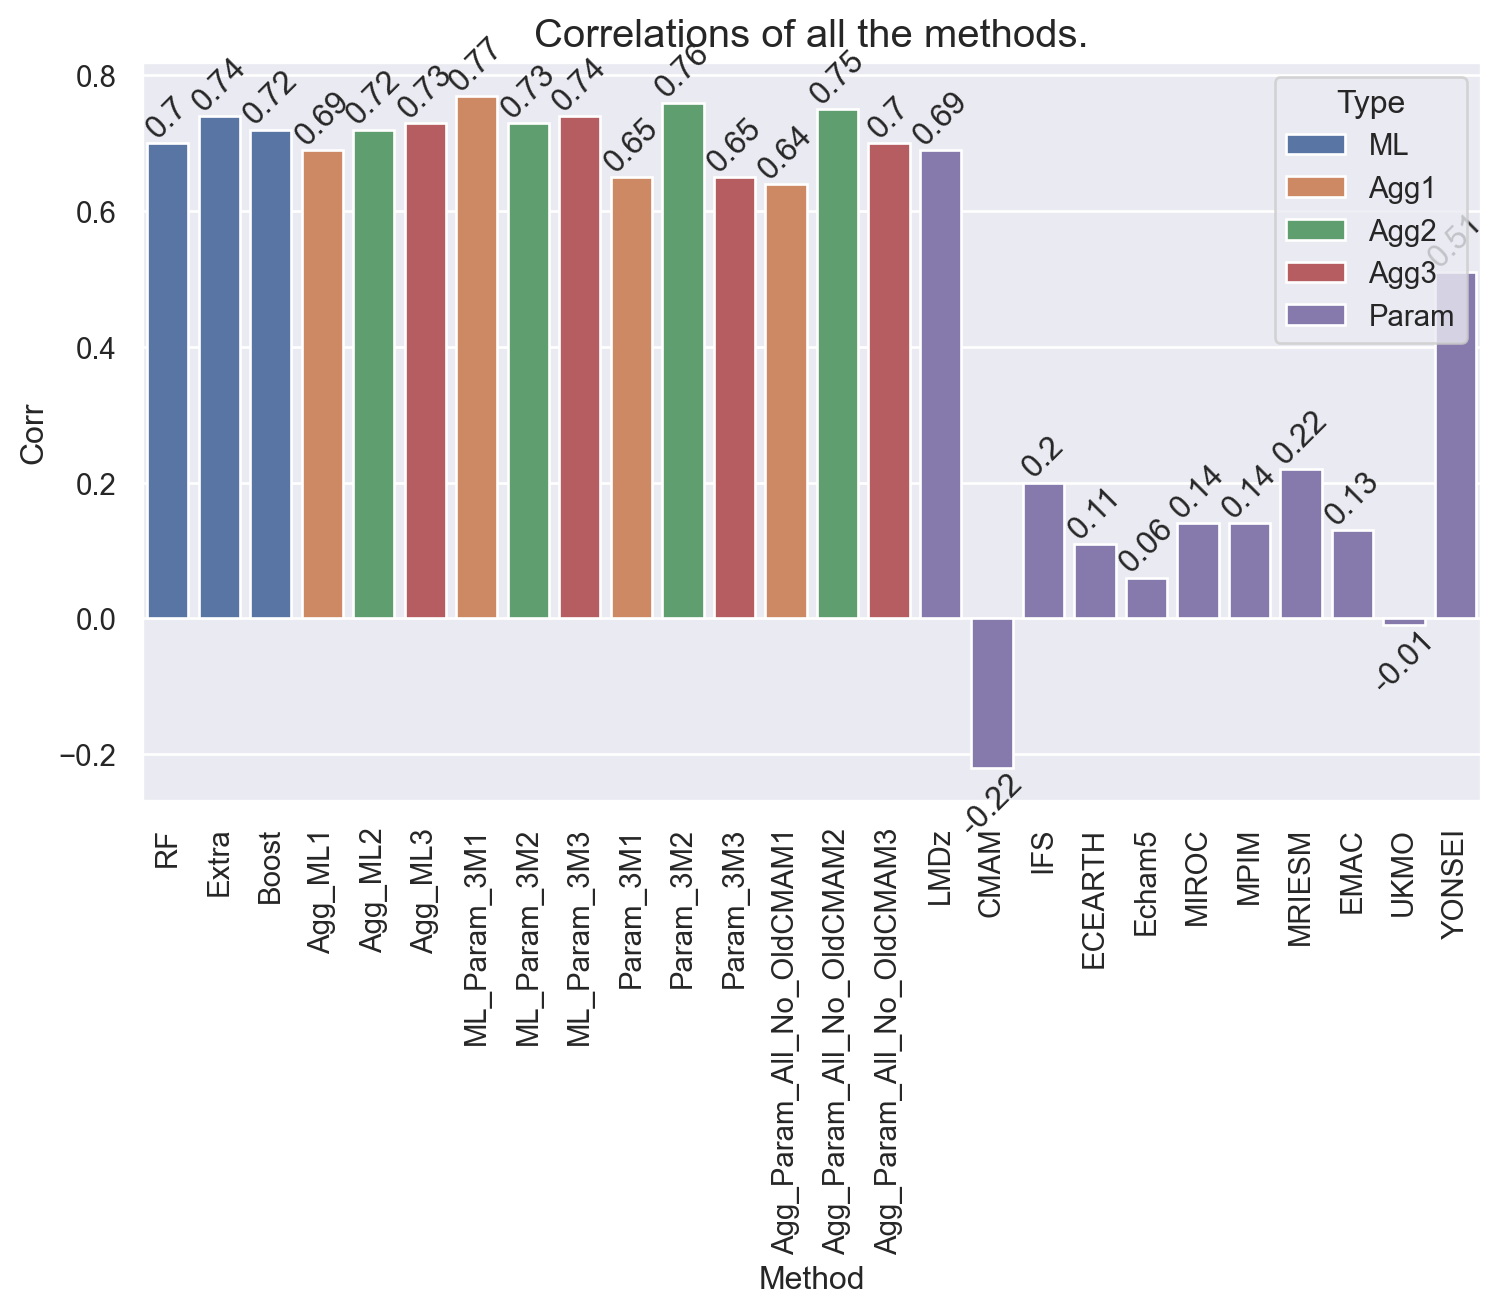 Correlations of all the methods.
Corr
0.8
0.6
0.4
0.2
0.0
−0.2
0.7
0.74
0.72
0.69
0.72
0.73
0.77
0.73
0.74
0.65
0.76
0.65
0.64
0.75
0.7
0.69
-0.22
0.2
0.11
0.06
0.14
0.14
0.22
0.13
-0.01
0.51
Type
ML
Agg1
Agg2
Agg3
Param
RF
Extra
Boost
Agg_ML1
Agg_ML2
Agg_ML3
ML_Param_3M1
ML_Param_3M2
ML_Param_3M3
Param_3M1
Param_3M2
Param_3M3
Agg_Param_All_No_OldCMAM1
Agg_Param_All_No_OldCMAM2
Agg_Param_All_No_OldCMAM3
LMDz
CMAM
IFS
ECEARTH
Echam5
MIROC
MPIM
MRIESM
EMAC
UKMO
YONSEI
Method